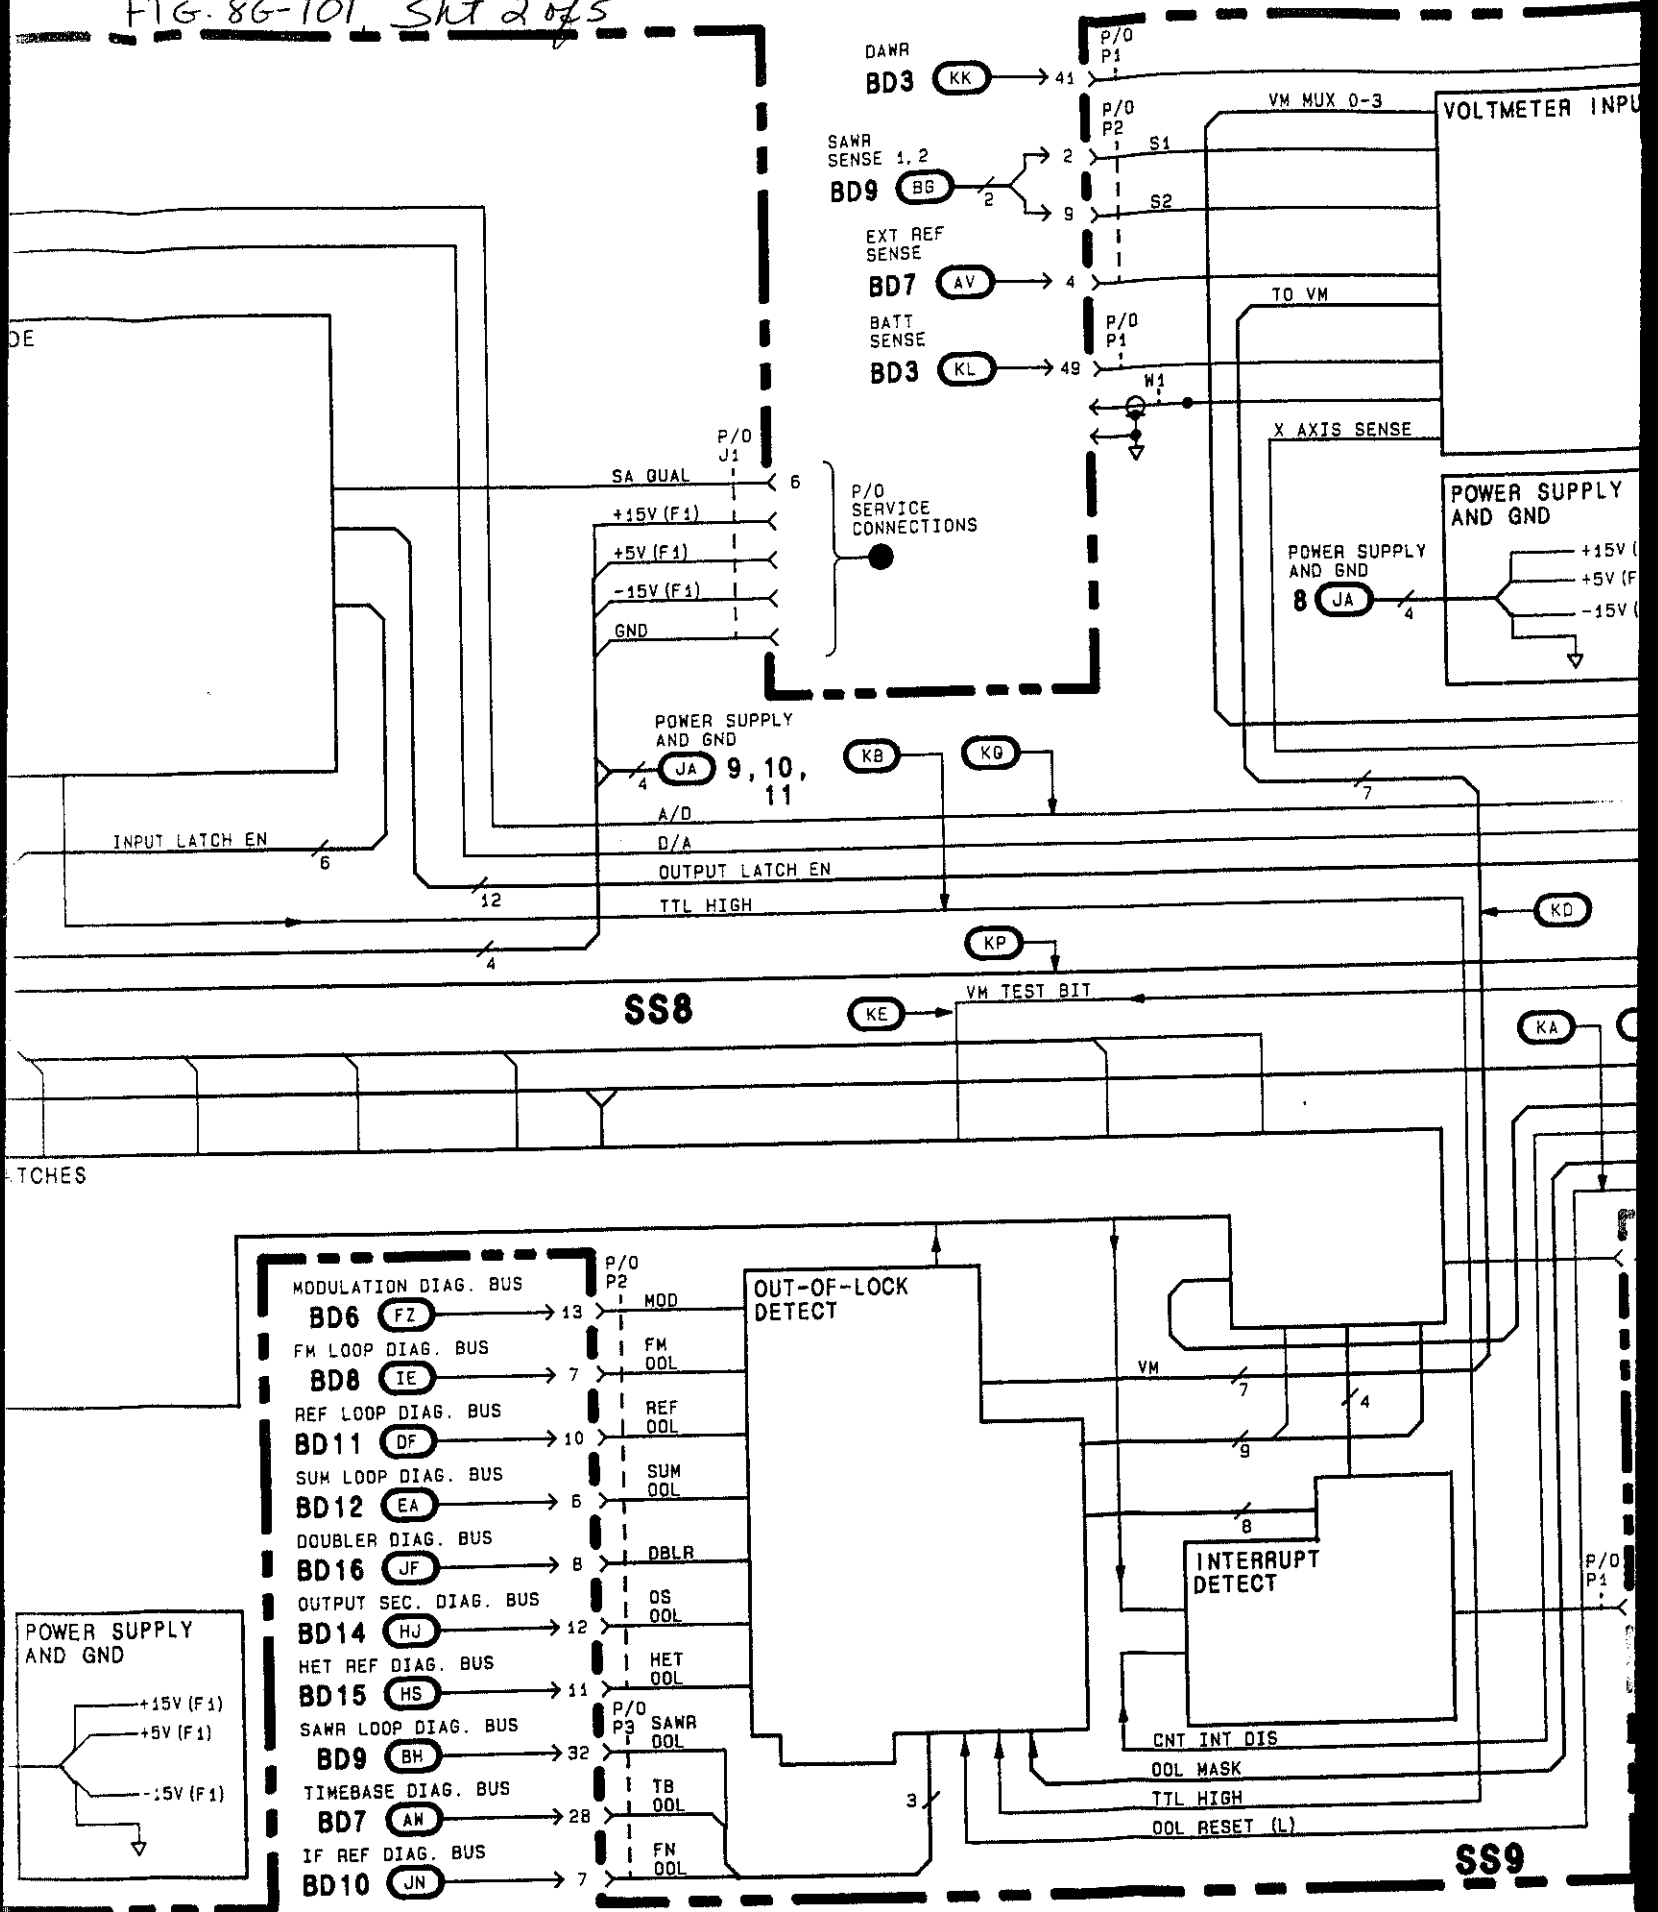 FIG. 8G-101, Sht 2 of 5
DAWR
BD3 KK 41
P/O
P1
VM MUX 0-3
VOLTMETER INPU
P/O
P2
SAWR
SENSE 1,2
BD9 BG 2
2 S1
9 S2
EXT REF
SENSE
BD7 AV 4
TO VM
BATT
SENSE
BD3 KL 49
P/O
P1
W1
X AXIS SENSE
DE
P/O
J1
SA QUAL 6
+15V(F1)
+5V(F1)
-15V(F1)
GND
P/O
SERVICE
CONNECTIONS
POWER SUPPLY
AND GND
+15V(
+5V(F
-15V(
POWER SUPPLY
AND GND
8 JA 4
POWER SUPPLY
AND GND
4 JA 9,10,
11
KB
KG
7
A/D
D/A
INPUT LATCH EN
6
OUTPUT LATCH EN
12
TTL HIGH
4
KD
KP
SS8
VM TEST BIT
KE
KA
TCHES
P/O
P2
MODULATION DIAG. BUS
BD6 FZ 13 MOD
FM LOOP DIAG. BUS
BD8 IE 7 FM
OOL
REF LOOP DIAG. BUS
BD11 DF 10 REF
OOL
SUM LOOP DIAG. BUS
BD12 EA 6 SUM
OOL
DOUBLER DIAG. BUS
BD16 JF 8 DBLR
OUTPUT SEC. DIAG. BUS
BD14 HJ 12 OS
OOL
HET REF DIAG. BUS
BD15 HS 11 HET
OOL
P/O
P3
SAWR LOOP DIAG. BUS
BD9 BH 32 SAWR
OOL
TIMEBASE DIAG. BUS
BD7 AW 28 TB
OOL
IF REF DIAG. BUS
BD10 JN 7 FN
OOL
OUT-OF-LOCK
DETECT
VM
7
4
9
8
INTERRUPT
DETECT
P/O
P1
3
CNT INT DIS
OOL MASK
TTL HIGH
OOL RESET (L)
SS9
POWER SUPPLY
AND GND
+15V(F1)
+5V(F1)
-15V(F1)